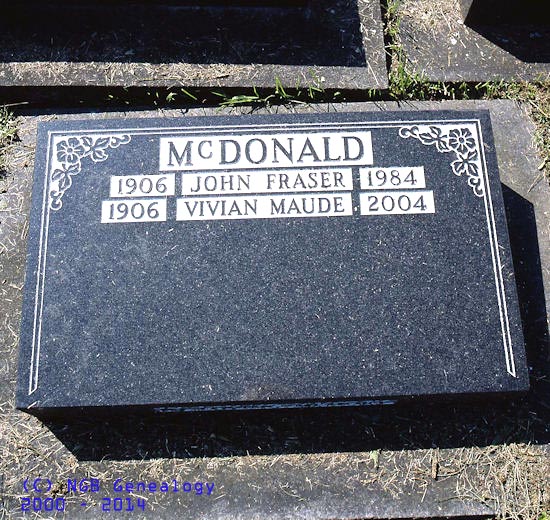 McDONALD
1906 JOHN FRASER 1984
1906 VIVIAN MAUDE 2004
(C) NGB Genealogy
2000 - 2014